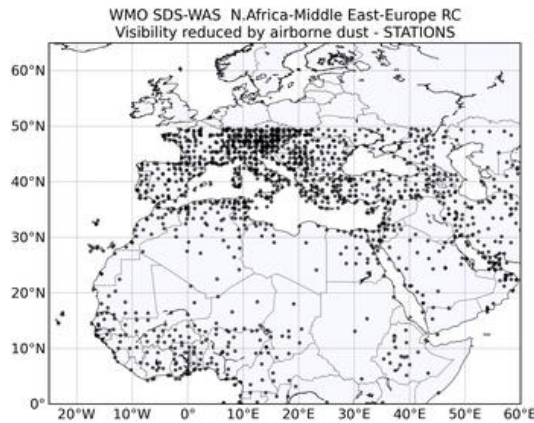 WMO SDS-WAS  N.Africa-Middle East-Europe RC
Visibility reduced by airborne dust - STATIONS
60°N
50°N
40°N
30°N
20°N
10°N
0°
20°W 10°W 0° 10°E 20°E 30°E 40°E 50°E 60°E